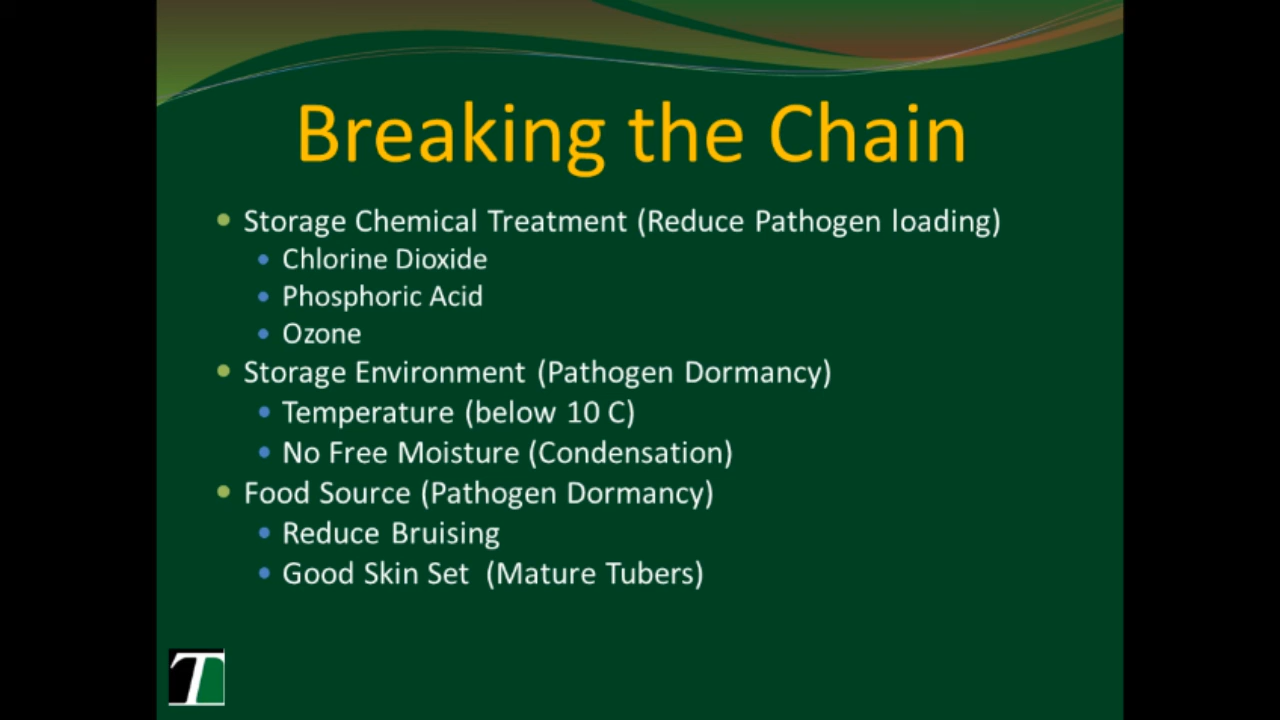 Breaking the Chain
Storage Chemical Treatment (Reduce Pathogen loading)
Chlorine Dioxide
Phosphoric Acid
Ozone
Storage Environment (Pathogen Dormancy)
Temperature (below 10 C)
No Free Moisture (Condensation)
Food Source (Pathogen Dormancy)
Reduce Bruising
Good Skin Set (Mature Tubers)
T